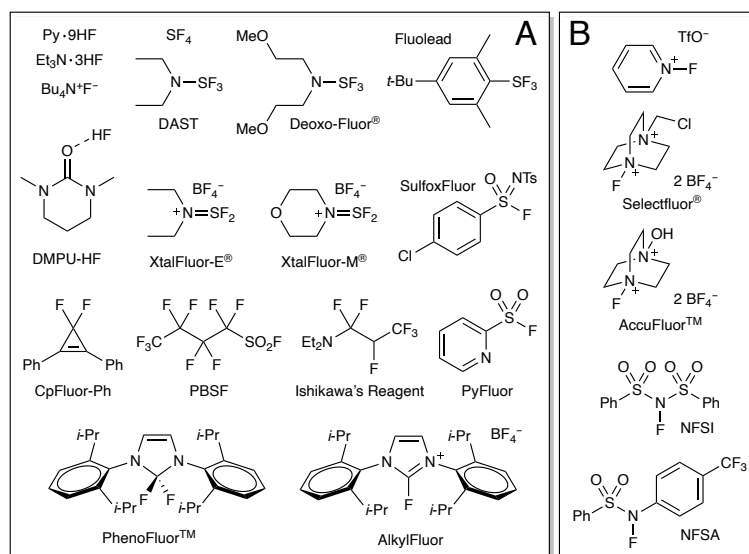 A
Py·9HF
Et₃N·3HF
Bu₄N⁺F⁻
SF₄
N
SF₃
DAST
MeO
MeO
N
SF₃
Deoxo-Fluor®
Fluolead
t-Bu
SF₃
HF
O
N
N
DMPU-HF
BF₄⁻
N
+
SF₂
XtalFluor-E®
BF₄⁻
O
N
+
SF₂
XtalFluor-M®
SulfoxFluor
O
NTs
S
F
Cl
F
F
Ph
Ph
CpFluor-Ph
F
F
F
F
F₃C
SO₂F
F
F
PBSF
F
F
Et₂N
CF₃
F
Ishikawa's Reagent
O
O
S
F
N
PyFluor
i-Pr
i-Pr
N
N
F
F
i-Pr
i-Pr
PhenoFluor™
i-Pr
i-Pr
BF₄⁻
N
N
+
F
i-Pr
i-Pr
AlkylFluor
B
TfO⁻
N
+
F
Cl
N
+
N
+
F
2 BF₄⁻
Selectfluor®
OH
N
+
N
+
F
2 BF₄⁻
AccuFluor™
O
O
O
O
S
S
Ph
N
Ph
F
NFSI
CF₃
O
O
S
Ph
N
F
NFSA